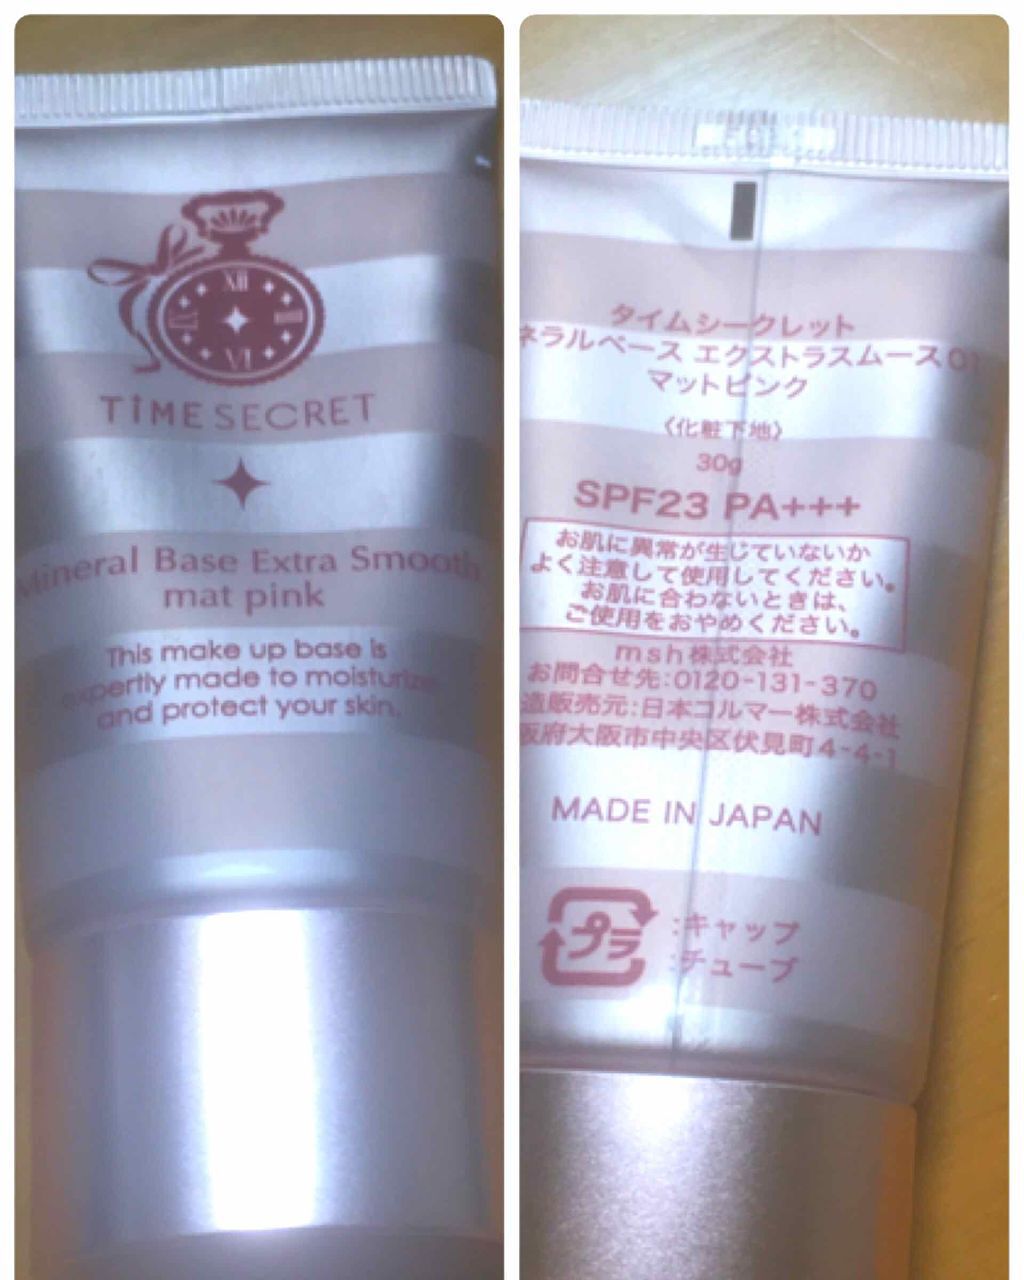 XII
VI
TIME SECRET
Mineral Base Extra Smooth
mat pink
This make up base is
expertly made to moisturize
and protect your skin.
タイムシークレット
ネラルベース エクストラスムース01
マットピンク
〈化粧下地〉
30g
SPF23 PA+++
お肌に異常が生じていないか
よく注意して使用してください。
お肌に合わないときは、
ご使用をおやめください。
msh株式会社
お問合せ先:0120-131-370
造販売元:日本コルマー株式会社
阪府大阪市中央区伏見町4-4-1
MADE IN JAPAN
プラ
:キャップ
:チューブ